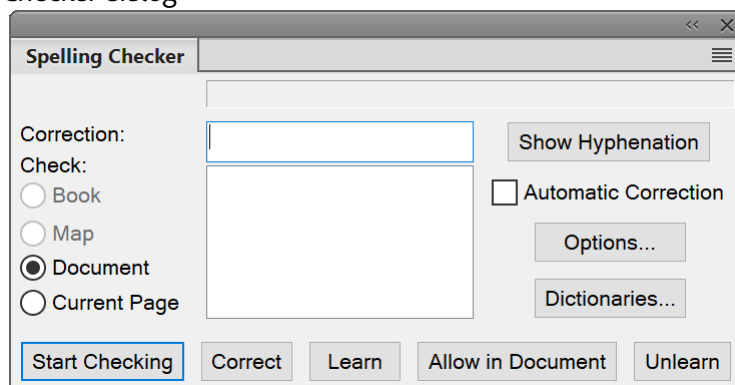 Spelling Checker
Correction:
Show Hyphenation
Check:
Book
Automatic Correction
Map
Options...
Document
Current Page
Dictionaries...
Start Checking Correct Learn Allow in Document Unlearn